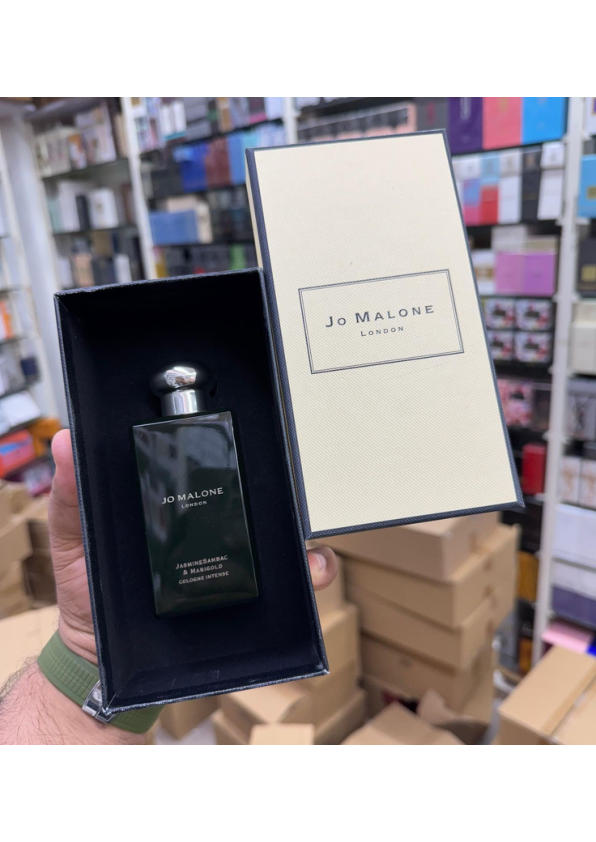 JO MALONE
LONDON
JO MALONE
LONDON
JASMINE SAMBAC
& MARIGOLD
COLOGNE INTENSE